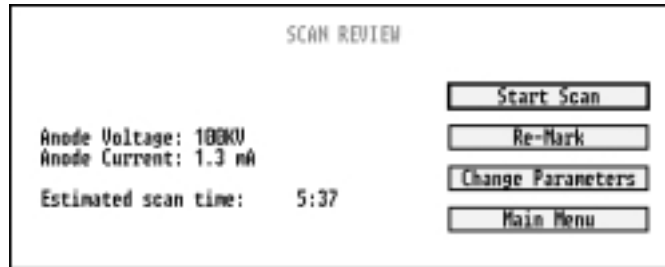 SCAN REVIEW
Start Scan
Anode Voltage: 100KV
Re-Mark
Anode Current: 1.3 mA
Change Parameters
Estimated scan time: 5:37
Main Menu